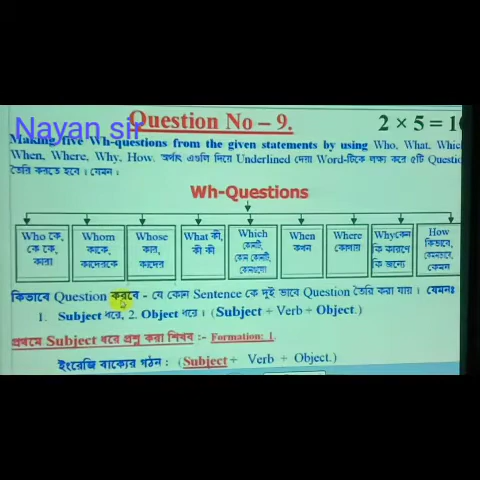 Nayan sir
Question No – 9.
2 × 5 = 1
Making five Wh-questions from the given statements by using Who, What, Whic
When, Where, Why, How. অর্থাৎ এগুলি দিয়ে Underlined দেয়া Word-টিকে লক্ষ্য করে ৫টি Questio
তৈরি করতে হবে । যেমন :
Wh-Questions
Who কে,
কে কে,
কারা
Whom
কাকে,
কাদেরকে
Whose
কার,
কাদের
What কী,
কী কী
Which
কোনটি,
কোন কোনটি,
কোনগুলো
When
কখন
Where
কোথায়
Whyকেন
কি কারণে
কি জন্যে
How
কিভাবে,
কেমনভাবে,
কেমন
কিভাবে Question করবে - যে কোন Sentence কে দুই ভাবে Question তৈরি করা যায় । যেমনঃ
1. Subject ধরে, 2. Object ধরে । (Subject + Verb + Object.)
প্রথমে Subject ধরে প্রশ্ন করা শিখব :- Formation: 1.
ইংরেজি বাক্যের গঠন : (Subject + Verb + Object.)